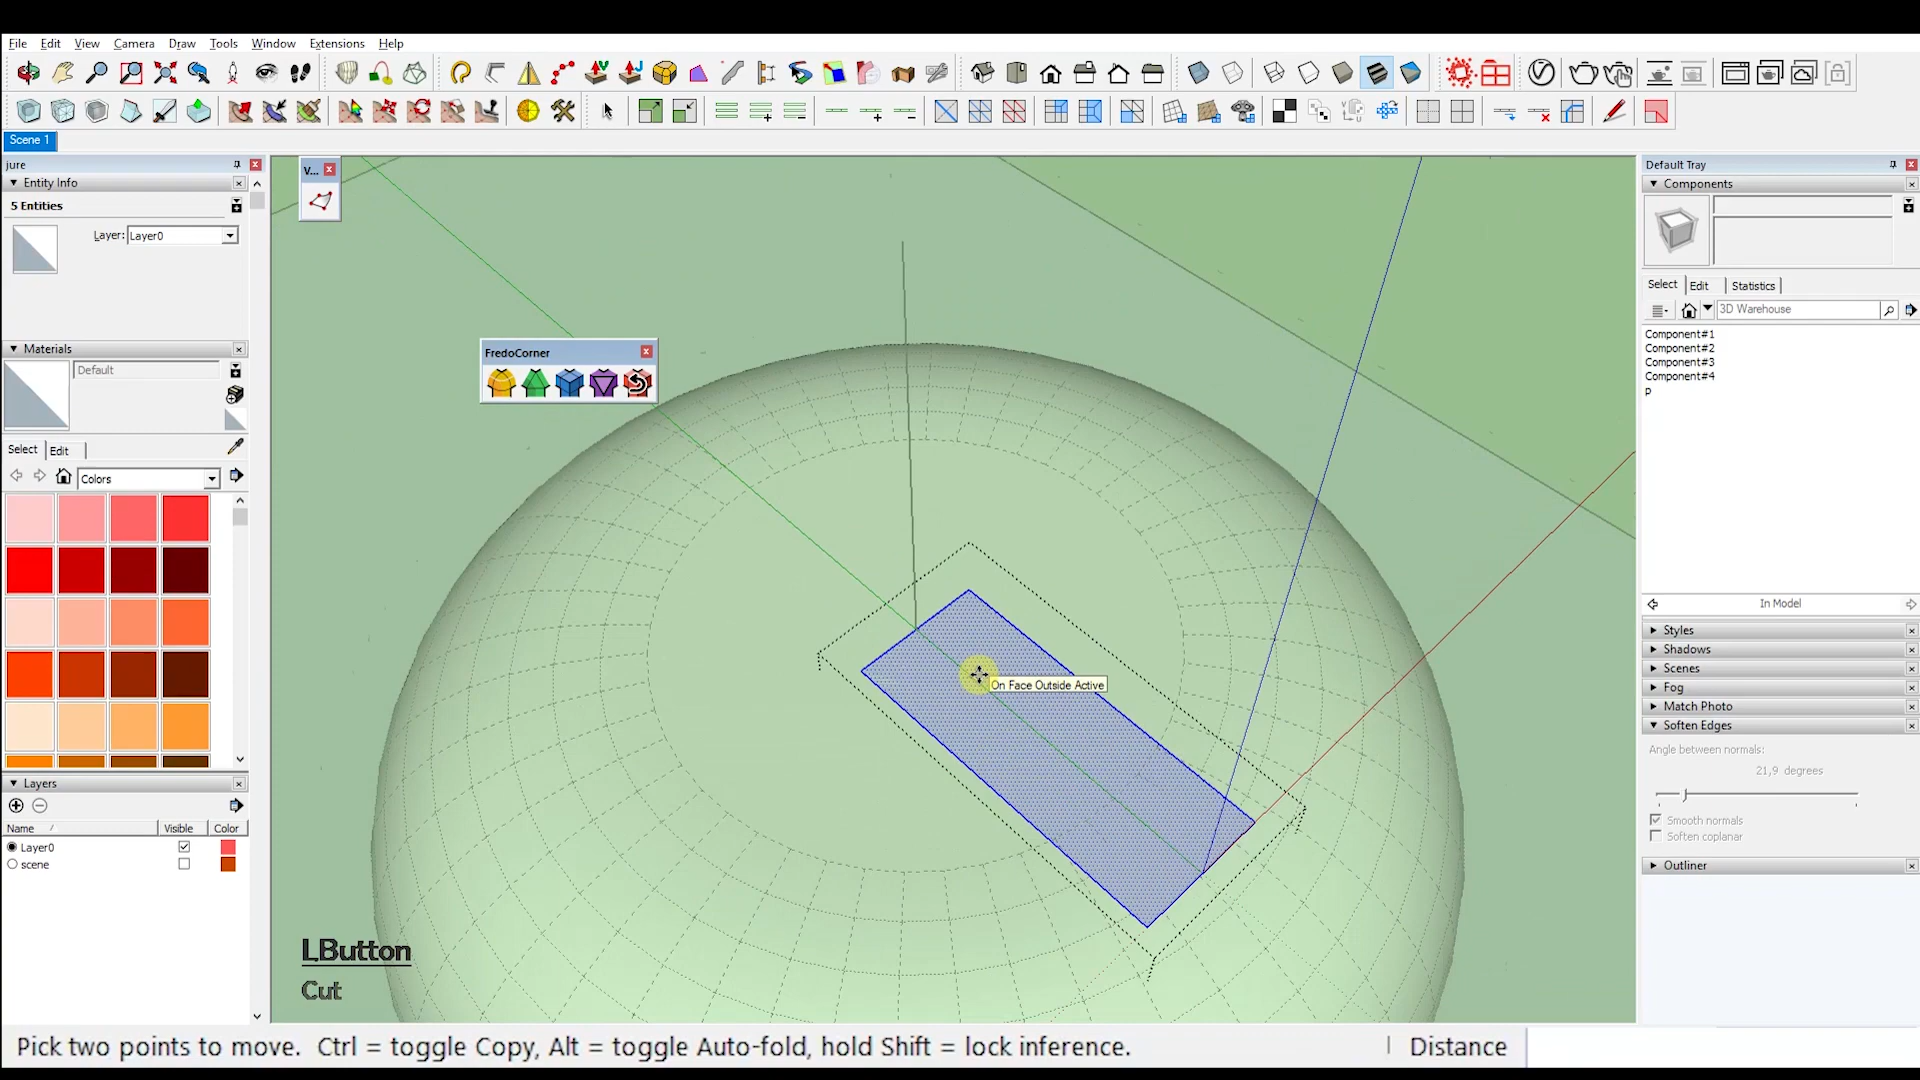 File Edit View Camera Draw Tools Window Extensions Help
Scene 1
jure
Entity Info
5 Entities
Layer: Layer0
Materials
Default
Select Edit
Colors
Layers
Name Visible Color
Layer0
scene
V...
FredoCorner
On Face Outside Active
LButton
Cut
Default Tray
Components
Select Edit Statistics
3D Warehouse
Component#1
Component#2
Component#3
Component#4
p
In Model
Styles
Shadows
Scenes
Fog
Match Photo
Soften Edges
Angle between normals:
21,9 degrees
Smooth normals
Soften coplanar
Outliner
Pick two points to move. Ctrl = toggle Copy, Alt = toggle Auto-fold, hold Shift = lock inference. Distance